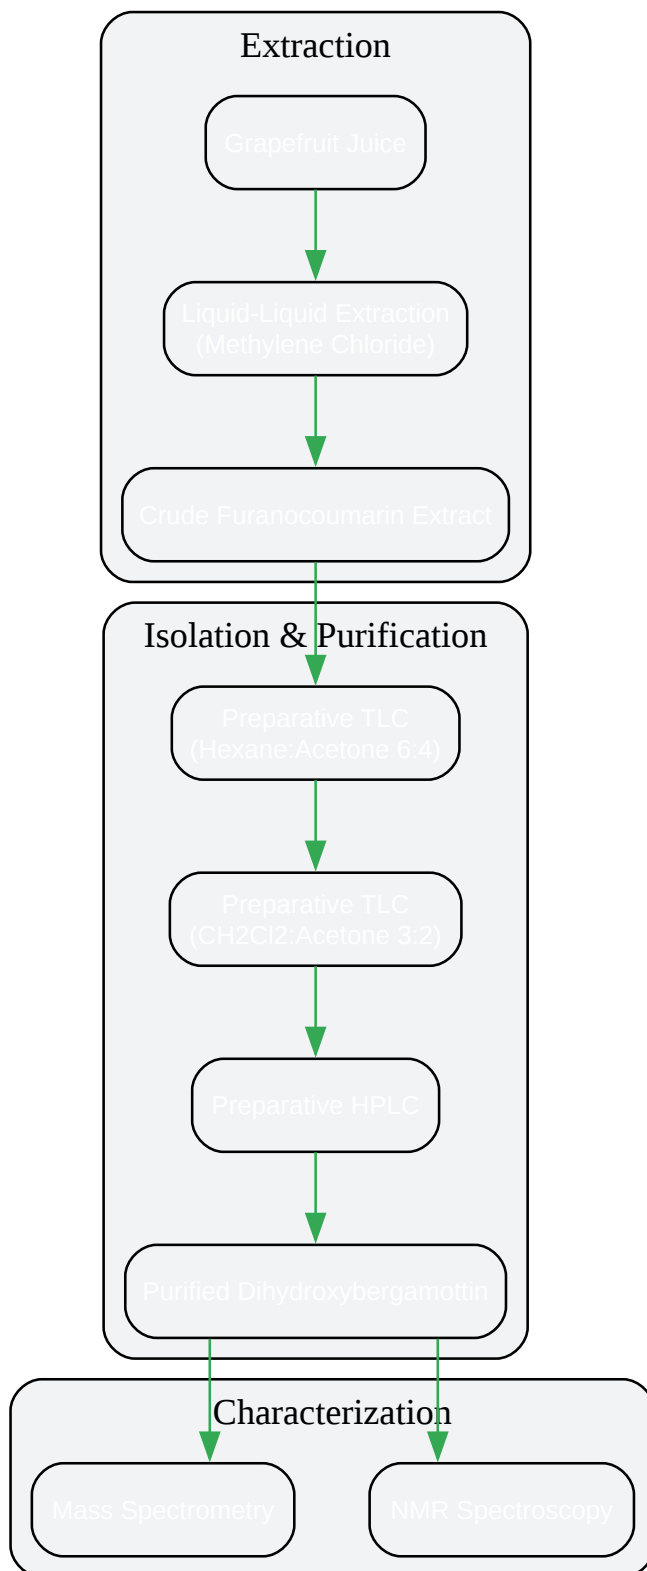 Extraction
Grapefruit Juice
Liquid-Liquid Extraction
(Methylene Chloride)
Crude Furanocoumarin Extract
Isolation & Purification
Preparative TLC
(Hexane:Acetone 6:4)
Preparative TLC
(CH2Cl2:Acetone 3:2)
Preparative HPLC
Purified Dihydroxybergamottin
Characterization
Mass Spectrometry
NMR Spectroscopy